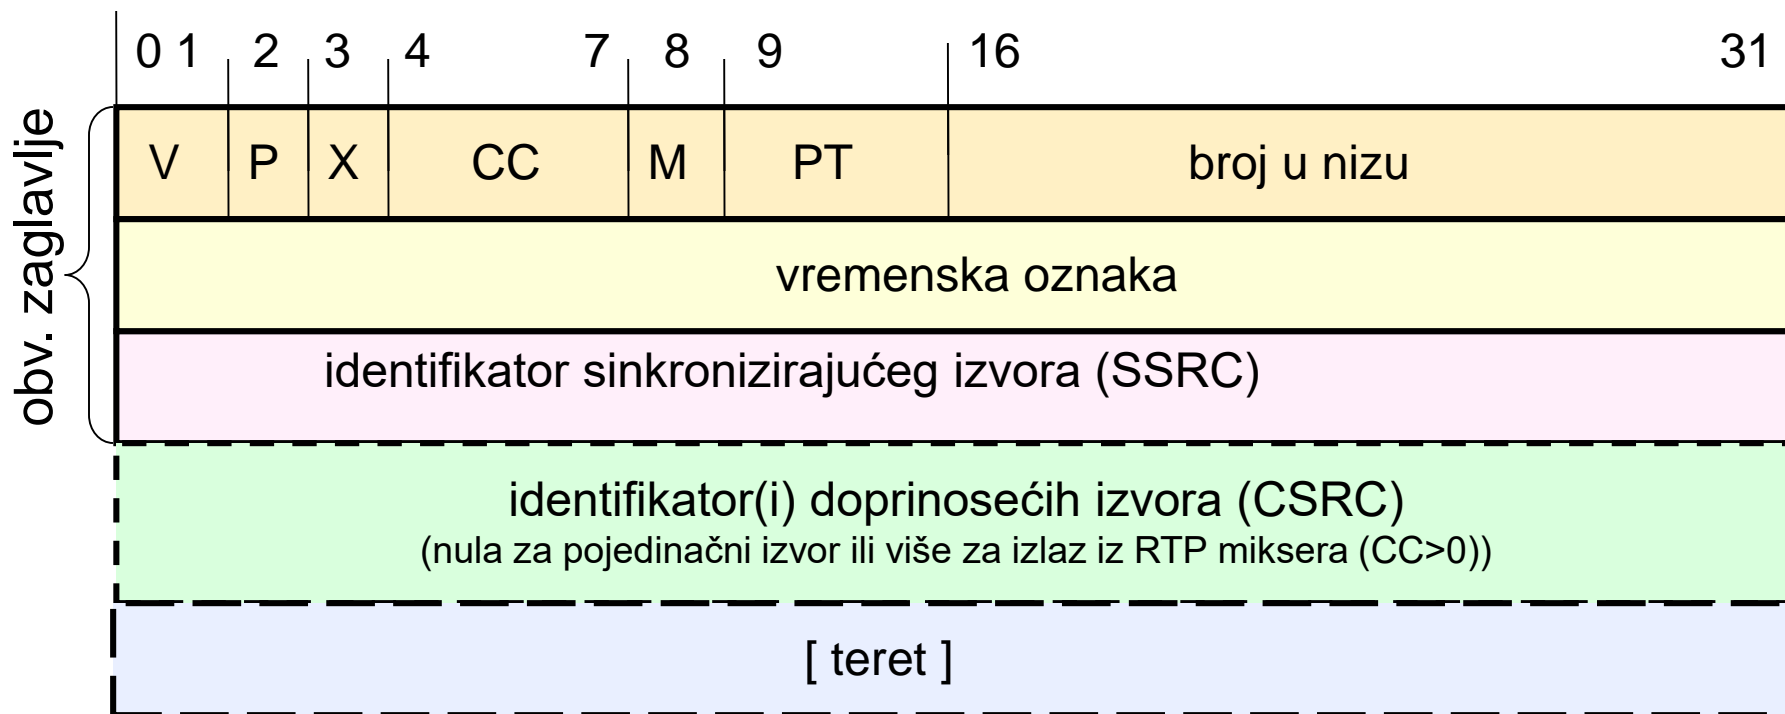 0 1 2 3 4 7 8 9 16 31
obv. zaglavlje
V P X CC M PT broj u nizu
vremenska oznaka
identifikator sinkronizirajućeg izvora (SSRC)
identifikator(i) doprinosećih izvora (CSRC)
(nula za pojedinačni izvor ili više za izlaz iz RTP miksera (CC>0))
[ teret ]